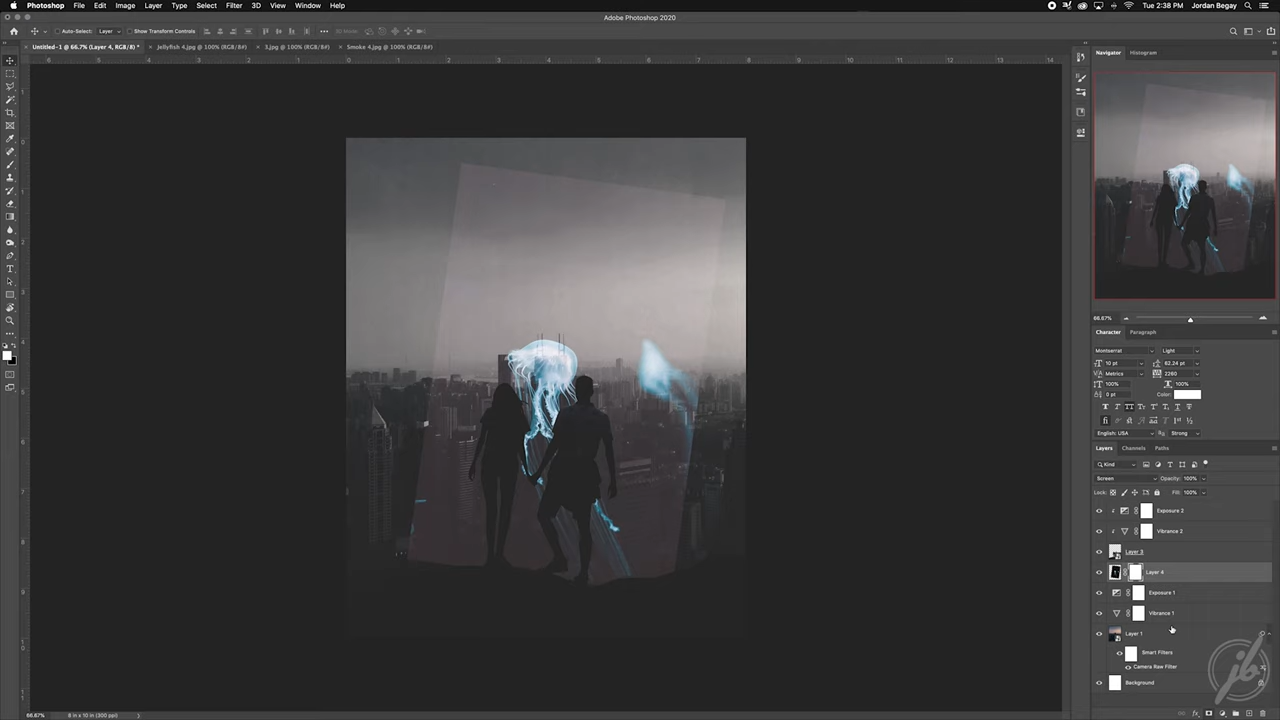 Photoshop File Edit Image Layer Type Select Filter 3D View Window Help
Tue 2:38 PM Jordan Begay
Adobe Photoshop 2020
Auto-Select: Layer Show Transform Controls 3D Mode:
Untitled-1 @ 66.7% (Layer 4, RGB/8) * Jellyfish 4.jpg @ 100% (RGB/8#) 3.jpg @ 100% (RGB/8#) Smoke 4.jpg @ 100% (RGB/8#)
Navigator Histogram
66.67%
Character Paragraph
Montserrat Light
10 pt 62.24 pt
Metrics 2260
100% 100%
0 pt Color:
English: USA Strong
Layers Channels Paths
Kind
Screen Opacity: 100%
Lock: Fill: 100%
Exposure 2
Vibrance 2
Layer 3
Layer 4
Exposure 1
Vibrance 1
Layer 1
Smart Filters
Camera Raw Filter
Background
jb
66.67% 8 in x 10 in (300 ppi)